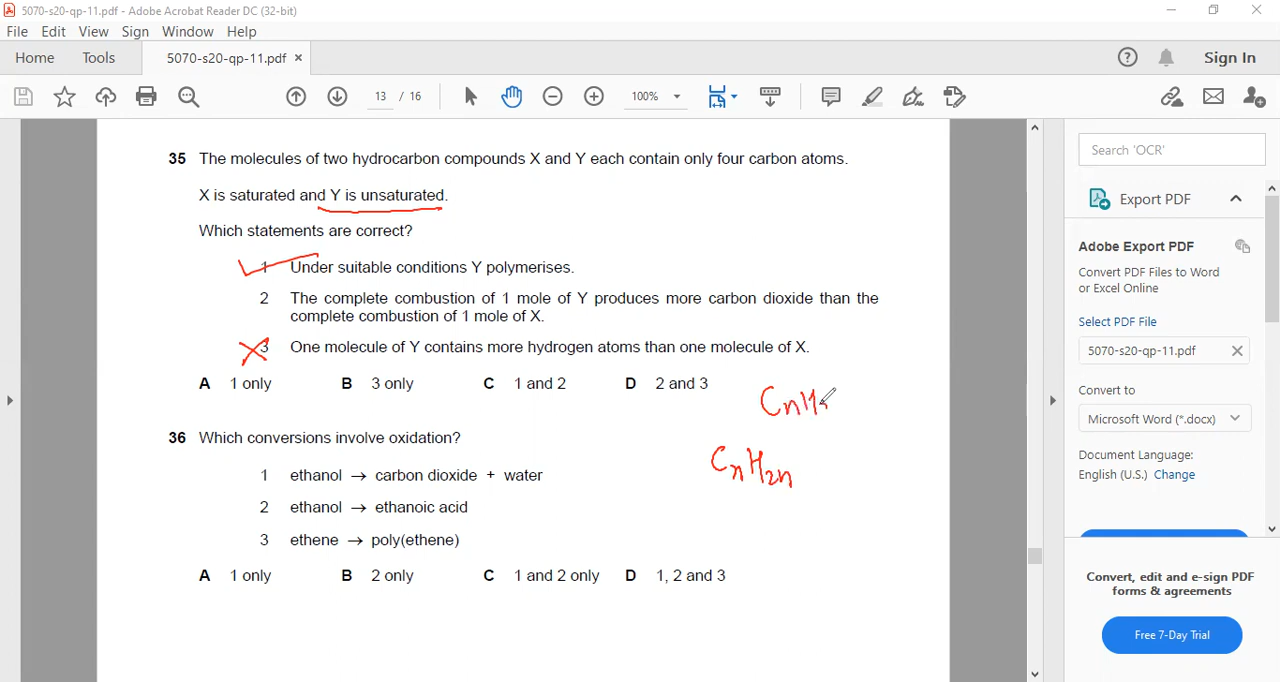 5070-s20-qp-11.pdf - Adobe Acrobat Reader DC (32-bit)
File Edit View Sign Window Help
Home Tools 5070-s20-qp-11.pdf × Sign In
13 / 16 100%
35 The molecules of two hydrocarbon compounds X and Y each contain only four carbon atoms.
X is saturated and Y is unsaturated.
Which statements are correct?
1 Under suitable conditions Y polymerises.
2 The complete combustion of 1 mole of Y produces more carbon dioxide than the
complete combustion of 1 mole of X.
3 One molecule of Y contains more hydrogen atoms than one molecule of X.
A 1 only B 3 only C 1 and 2 D 2 and 3
CnH
CnH2n
36 Which conversions involve oxidation?
1 ethanol → carbon dioxide + water
2 ethanol → ethanoic acid
3 ethene → poly(ethene)
A 1 only B 2 only C 1 and 2 only D 1, 2 and 3
Search 'OCR'
Export PDF
Adobe Export PDF
Convert PDF Files to Word
or Excel Online
Select PDF File
5070-s20-qp-11.pdf
Convert to
Microsoft Word (*.docx)
Document Language:
English (U.S.) Change
Convert, edit and e-sign PDF
forms & agreements
Free 7-Day Trial